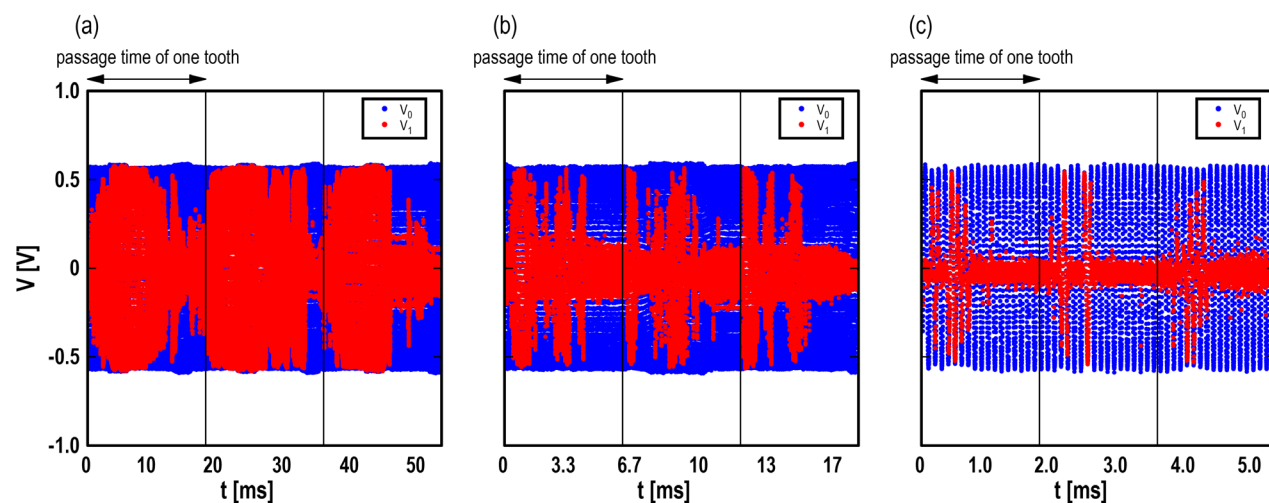 (a)
passage time of one tooth
V [V]
1.0
0.5
0
-0.5
-1.0
V0
V1
0 10 20 30 40 50
t [ms]
(b)
passage time of one tooth
V0
V1
0 3.3 6.7 10 13 17
t [ms]
(c)
passage time of one tooth
V0
V1
0 1.0 2.0 3.0 4.0 5.0
t [ms]